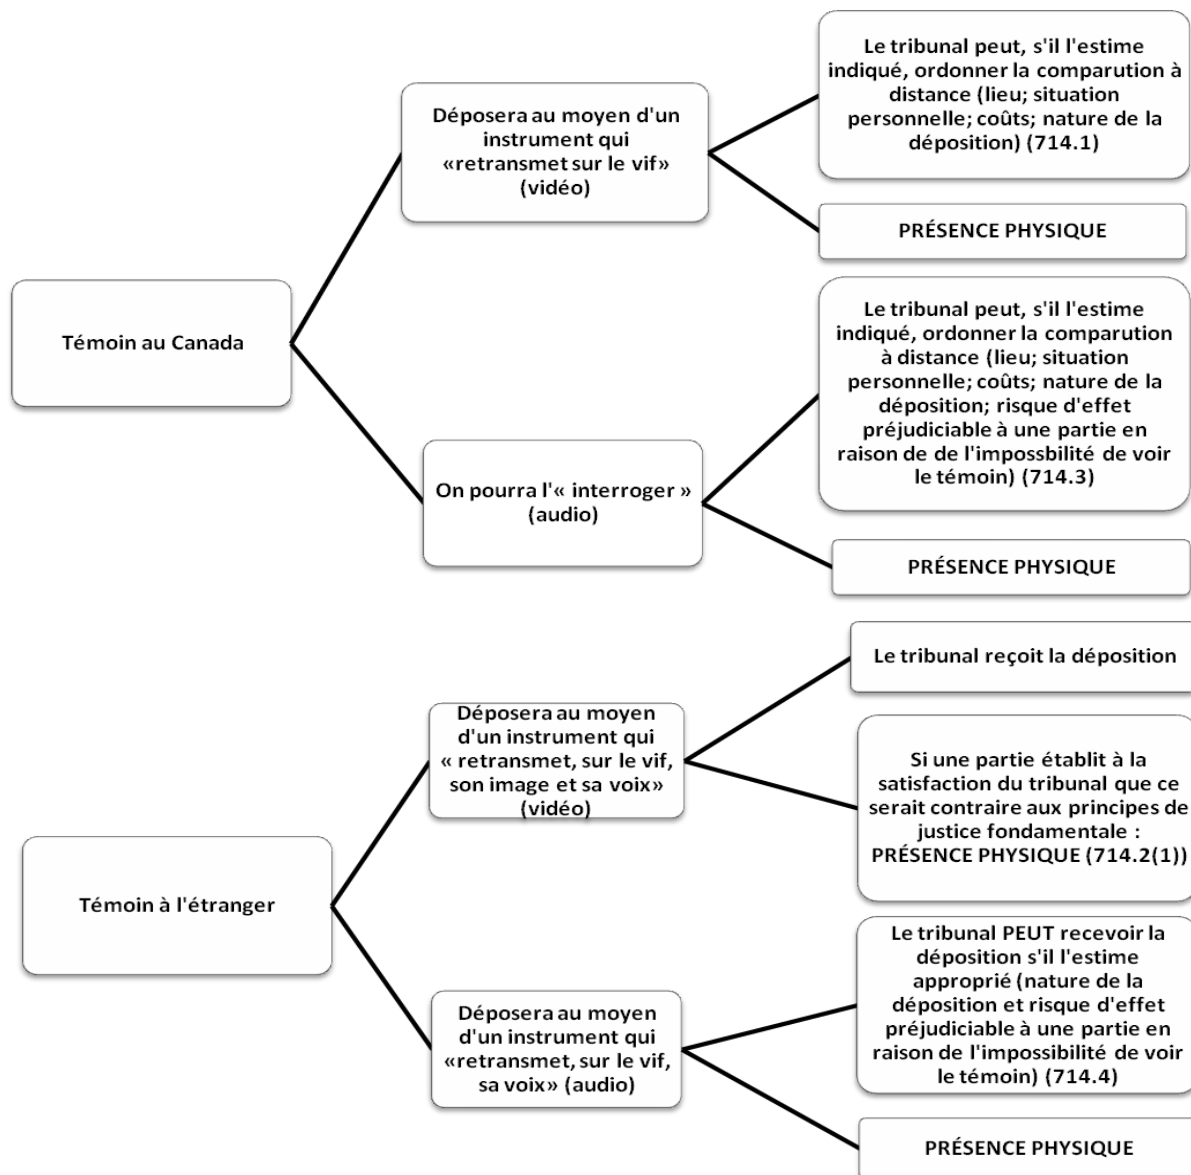 Témoin au Canada
Déposera au moyen d'un
instrument qui
«retransmet sur le vif»
(vidéo)
Le tribunal peut, s'il l'estime
indiqué, ordonner la comparution à
distance (lieu; situation
personnelle; coûts; nature de la
déposition) (714.1)
PRÉSENCE PHYSIQUE
On pourra l'« interroger »
(audio)
Le tribunal peut, s'il l'estime
indiqué, ordonner la comparution
à distance (lieu; situation
personnelle; coûts; nature de la
déposition; risque d'effet
préjudiciable à une partie en
raison de de l'impossbilité de voir
le témoin) (714.3)
PRÉSENCE PHYSIQUE
Témoin à l'étranger
Déposera au moyen
d'un instrument qui
« retransmet, sur le vif,
son image et sa voix»
(vidéo)
Le tribunal reçoit la déposition
Si une partie établit à la
satisfaction du tribunal que ce
serait contraire aux principes de
justice fondamentale :
PRÉSENCE PHYSIQUE (714.2(1))
Déposera au moyen
d'un instrument qui
«retransmet, sur le vif,
sa voix» (audio)
Le tribunal PEUT recevoir la
déposition s'il l'estime
approprié (nature de la
déposition et risque d'effet
préjudiciable à une partie en
raison de l'impossibilité de voir
le témoin) (714.4)
PRÉSENCE PHYSIQUE